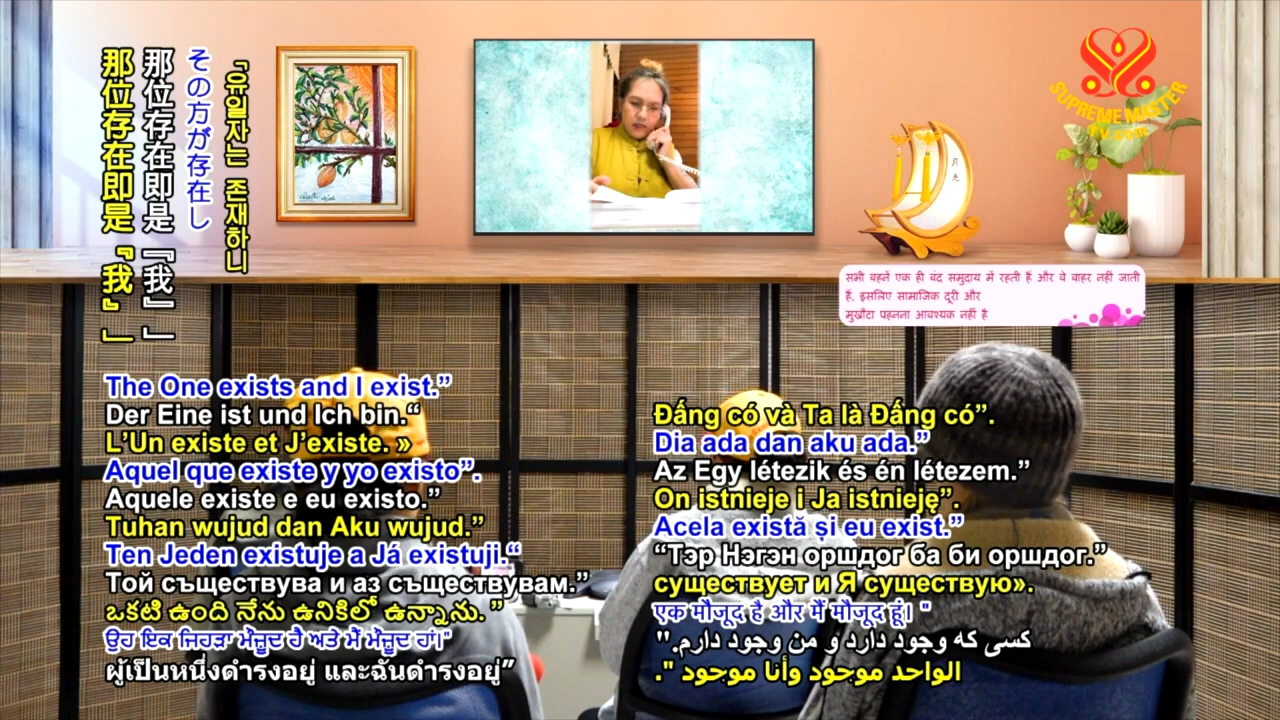 那位存在即是『我』」
那位存在即是『我』」
その方が存在し
「유일자는 존재하니
SUPREME MASTER
TV.com
月光
सभी बहनें एक ही बंद समुदाय में रहती हैं और वे बाहर नहीं जाती
हैं, इसलिए सामाजिक दूरी और
मुखौटा पहनना आवश्यक नहीं है
The One exists and I exist.”
Der Eine ist und Ich bin.“
L’Un existe et J’existe. »
Aquel que existe y yo existo”.
Aquele existe e eu existo.”
Tuhan wujud dan Aku wujud.”
Ten Jeden existuje a Já existuji.“
Той съществува и аз съществувам.”
ఒకటి ఉంది నేను ఉనికిలో ఉన్నాను. ”
ਉਹ ਇਕ ਜਿਹੜਾ ਮੌਜੂਦ ਹੈ ਅਤੇ ਮੈਂ ਮੌਜੂਦ ਹਾਂ।"
ผู้เป็นหนึ่งดำรงอยู่ และฉันดำรงอยู่”
Đấng có và Ta là Đấng có”.
Dia ada dan aku ada.”
Az Egy létezik és én létezem.”
On istnieje i Ja istnieję”.
Acela există și eu exist.”
“Тэр Нэгэн оршдог ба би оршдог.”
существует и Я существую».
एक मौजूद है और मैं मौजूद हूं। "
کسی که وجود دارد و من وجود دارم."
الواحد موجود وأنا موجود ".